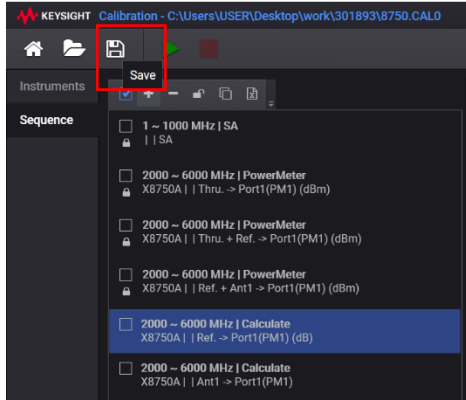 KEYSIGHT Calibration - C:\Users\USER\Desktop\work\301893\8750.CAL0
Save
Instruments
Sequence
1 ~ 1000 MHz | SA
| | SA
2000 ~ 6000 MHz | PowerMeter
X8750A | | Thru. -> Port1(PM1) (dBm)
2000 ~ 6000 MHz | PowerMeter
X8750A | | Thru. + Ref. -> Port1(PM1) (dBm)
2000 ~ 6000 MHz | PowerMeter
X8750A | | Ref. + Ant1 -> Port1(PM1) (dBm)
2000 ~ 6000 MHz | Calculate
X8750A | | Ref. -> Port1(PM1) (dB)
2000 ~ 6000 MHz | Calculate
X8750A | | Ant1 -> Port1(PM1)